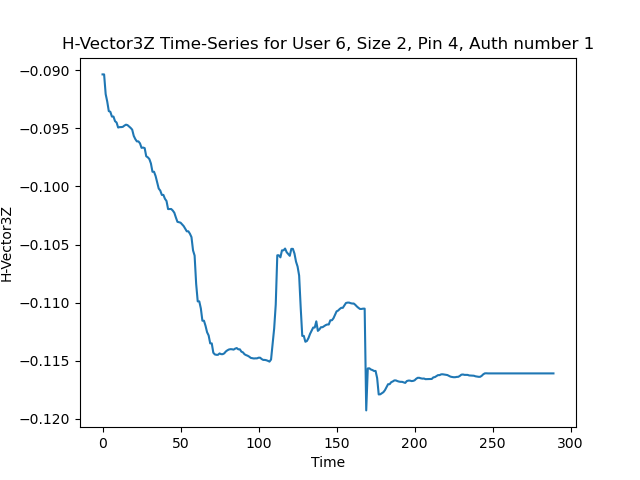 H-Vector3Z Time-Series for User 6, Size 2, Pin 4, Auth number 1
H-Vector3Z
−0.090
−0.095
−0.100
−0.105
−0.110
−0.115
−0.120
0 50 100 150 200 250 300
Time